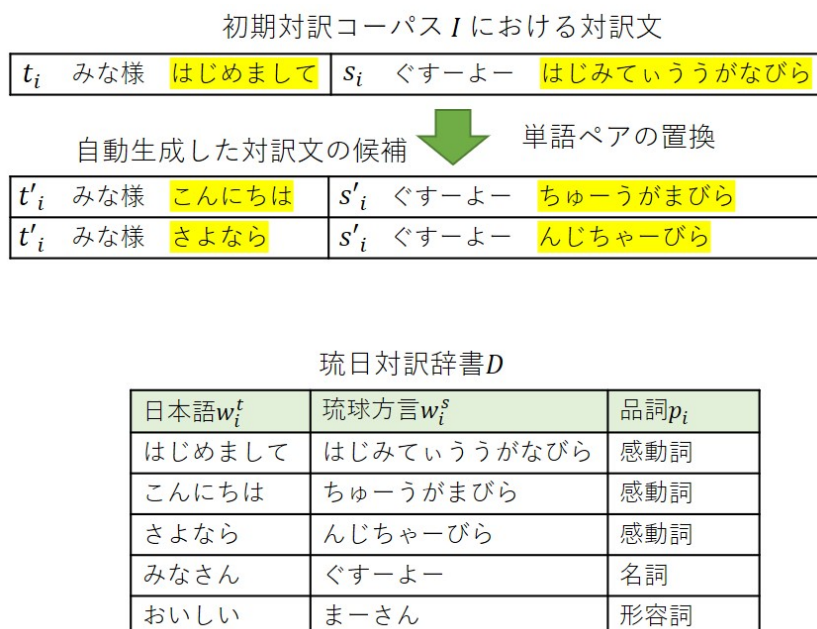 初期対訳コーパス I における対訳文
t_i みな様 はじめまして s_i ぐすーよー はじみてぃううがなびら
単語ペアの置換
自動生成した対訳文の候補
t'_i みな様 こんにちは s'_i ぐすーよー ちゅーうがまびら
t'_i みな様 さよなら s'_i ぐすーよー んじちゃーびら
琉日対訳辞書D
日本語w_i^t 琉球方言w_i^s 品詞p_i
はじめまして はじみてぃううがなびら 感動詞
こんにちは ちゅーうがまびら 感動詞
さよなら んじちゃーびら 感動詞
みなさん ぐすーよー 名詞
おいしい まーさん 形容詞